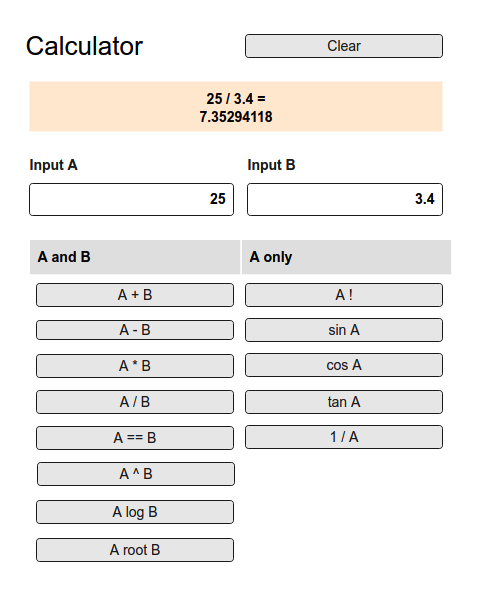 Calculator
Clear
25 / 3.4 =
7.35294118
Input A
Input B
25
3.4
A and B
A only
A + B
A !
A - B
sin A
A * B
cos A
A / B
tan A
A == B
1 / A
A ^ B
A log B
A root B